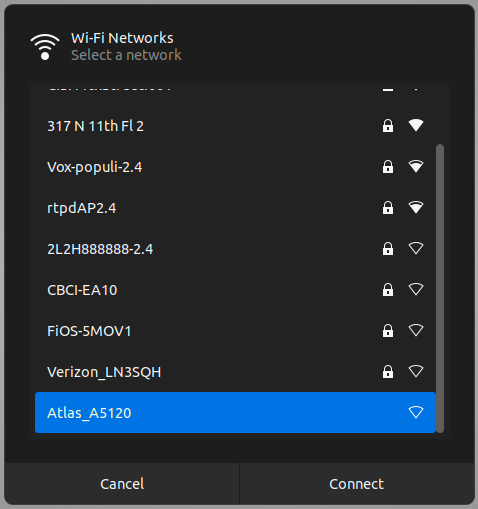 Wi-Fi Networks
Select a network
317 N 11th Fl 2
Vox-populi-2.4
rtpdAP2.4
2L2H888888-2.4
CBCI-EA10
FiOS-5MOV1
Verizon_LN3SQH
Atlas_A5120
Cancel
Connect